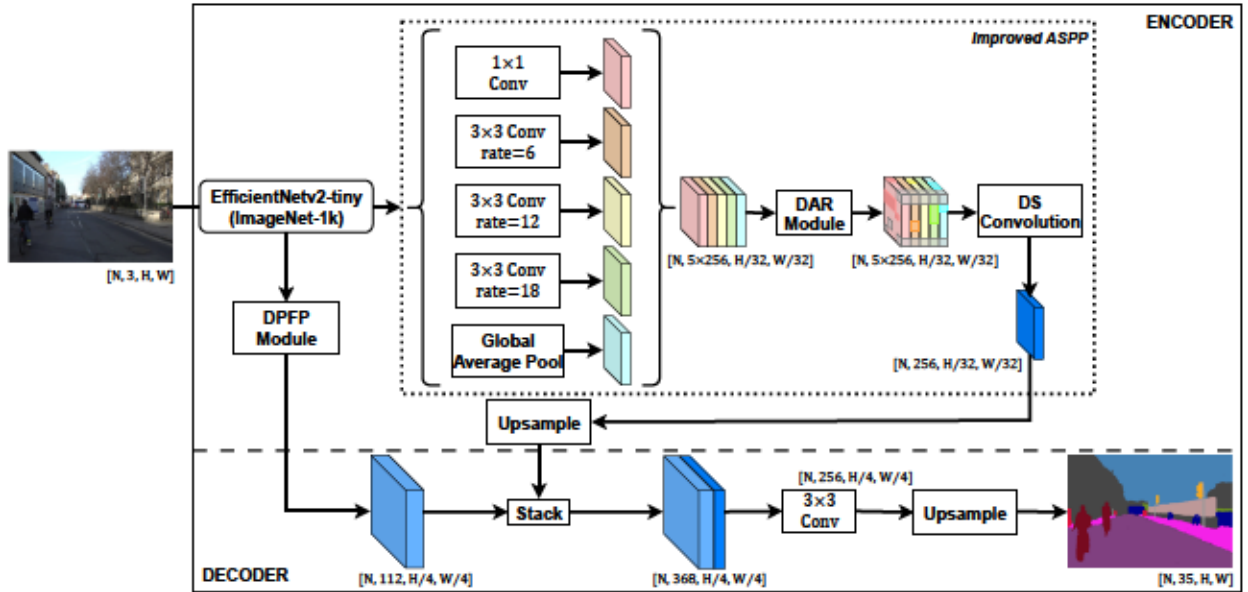 ENCODER
Improved ASPP
1×1
Conv
3×3 Conv
rate=6
3×3 Conv
rate=12
3×3 Conv
rate=18
Global
Average Pool
EfficientNetv2-tiny
(ImageNet-1k)
[N, 3, H, W]
DPFP
Module
DAR
Module
DS
Convolution
[N, 5×256, H/32, W/32]
[N, 5×256, H/32, W/32]
[N, 256, H/32, W/32]
Upsample
[N, 256, H/4, W/4]
Stack
3×3
Conv
Upsample
DECODER
[N, 112, H/4, W/4]
[N, 368, H/4, W/4]
[N, 35, H, W]